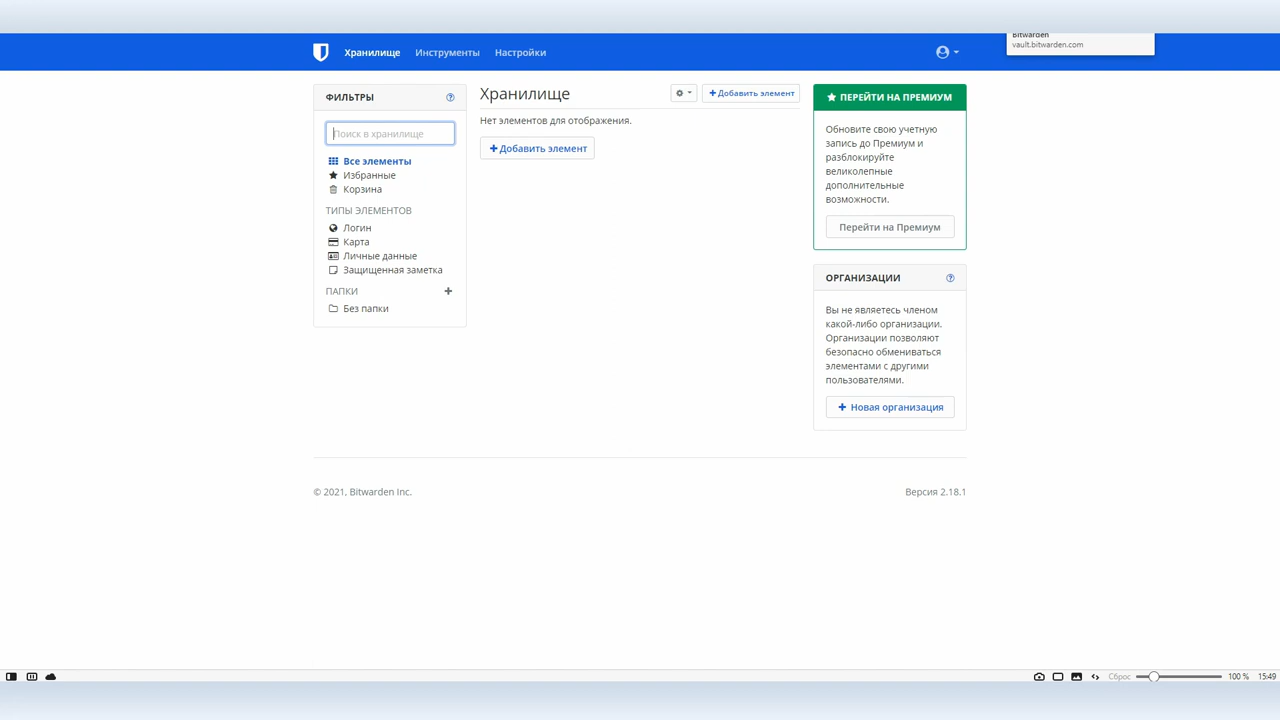 Bitwarden
vault.bitwarden.com
Хранилище Инструменты Настройки
ФИЛЬТРЫ
Поиск в хранилище
Все элементы
Избранные
Корзина
ТИПЫ ЭЛЕМЕНТОВ
Логин
Карта
Личные данные
Защищенная заметка
ПАПКИ
Без папки
Хранилище
Добавить элемент
Нет элементов для отображения.
Добавить элемент
ПЕРЕЙТИ НА ПРЕМИУМ
Обновите свою учетную
запись до Премиум и
разблокируйте
великолепные
дополнительные
возможности.
Перейти на Премиум
ОРГАНИЗАЦИИ
Вы не являетесь членом
какой-либо организации.
Организации позволяют
безопасно обмениваться
элементами с другими
пользователями.
Новая организация
© 2021, Bitwarden Inc.
Версия 2.18.1
Сброс 100 % 15:49